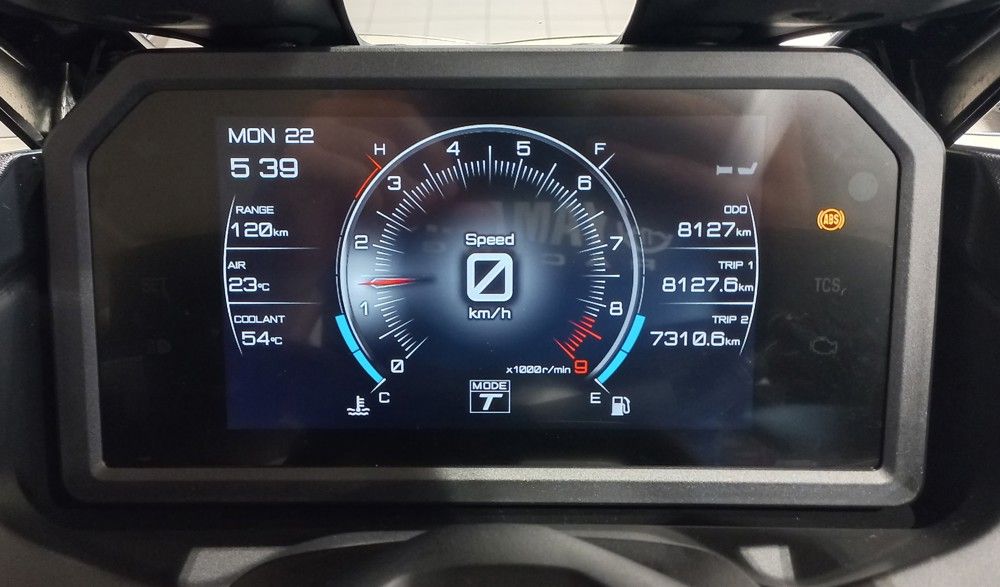 MON 22
5 39
RANGE
120km
AIR
23°C
COOLANT
54°C
H
F
0
1
2
3
4
5
6
7
8
9
Speed
0
km/h
x1000r/min
C
E
MODE
T
ODO
8127km
TRIP 1
8127.6km
TRIP 2
7310.6km
ABS
TCS
SET